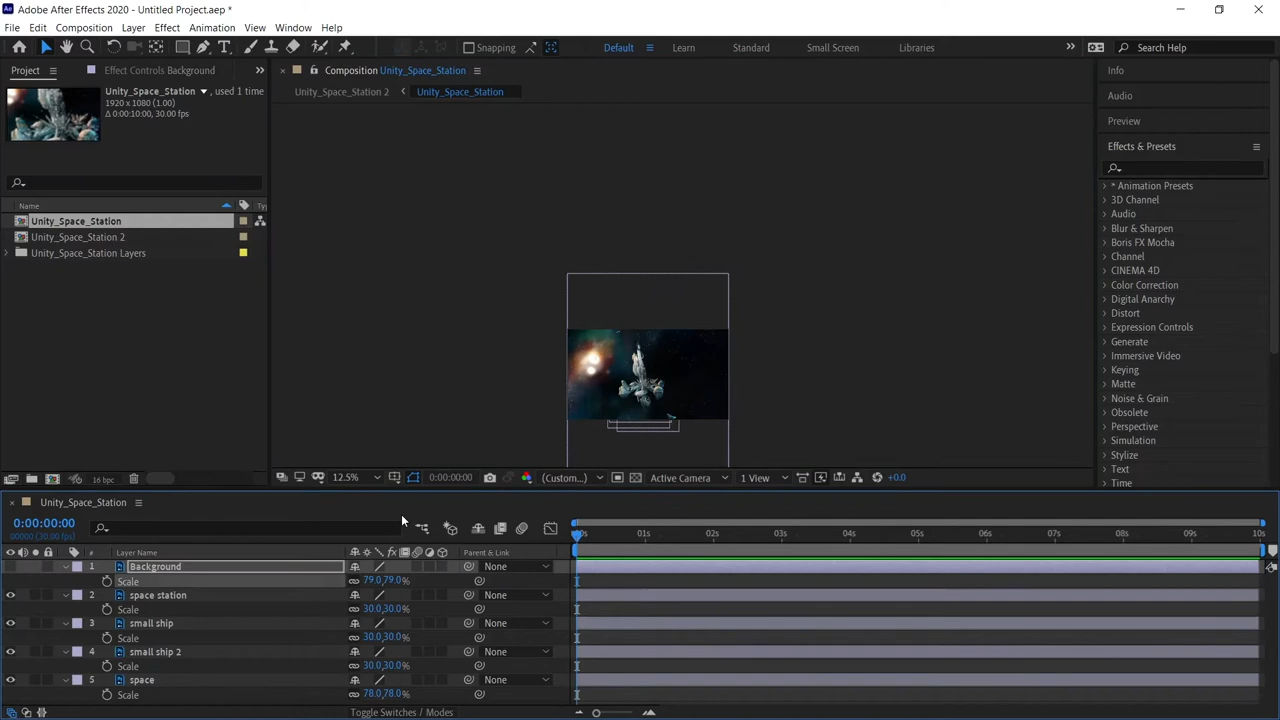 Adobe After Effects 2020 - Untitled Project.aep *
File Edit Composition Layer Effect Animation View Window Help
Snapping Default Learn Standard Small Screen Libraries Search Help
Project Effect Controls Background
Composition Unity_Space_Station
Info
Unity_Space_Station , used 1 time
1920 x 1080 (1.00)
Δ 0:00:10:00, 30.00 fps
Unity_Space_Station 2 Unity_Space_Station
Audio
Preview
Effects & Presets
Name Ty
Unity_Space_Station
Unity_Space_Station 2
Unity_Space_Station Layers
* Animation Presets
3D Channel
Audio
Blur & Sharpen
Boris FX Mocha
Channel
CINEMA 4D
Color Correction
Digital Anarchy
Distort
Expression Controls
Generate
Immersive Video
Keying
Matte
Noise & Grain
Obsolete
Perspective
Simulation
Stylize
Text
Time
16 bpc
12.5% 0:00:00:00 (Custom...) Active Camera 1 View +0.0
Unity_Space_Station
0:00:00:00
00000 (30.00 fps)
00s 01s 02s 03s 04s 05s 06s 07s 08s 09s 10s
# Layer Name fx Parent & Link
1 Background None
Scale 79.0,79.0%
2 space station None
Scale 30.0,30.0%
3 small ship None
Scale 30.0,30.0%
4 small ship 2 None
Scale 30.0,30.0%
5 space None
Scale 78.0,78.0%
Toggle Switches / Modes